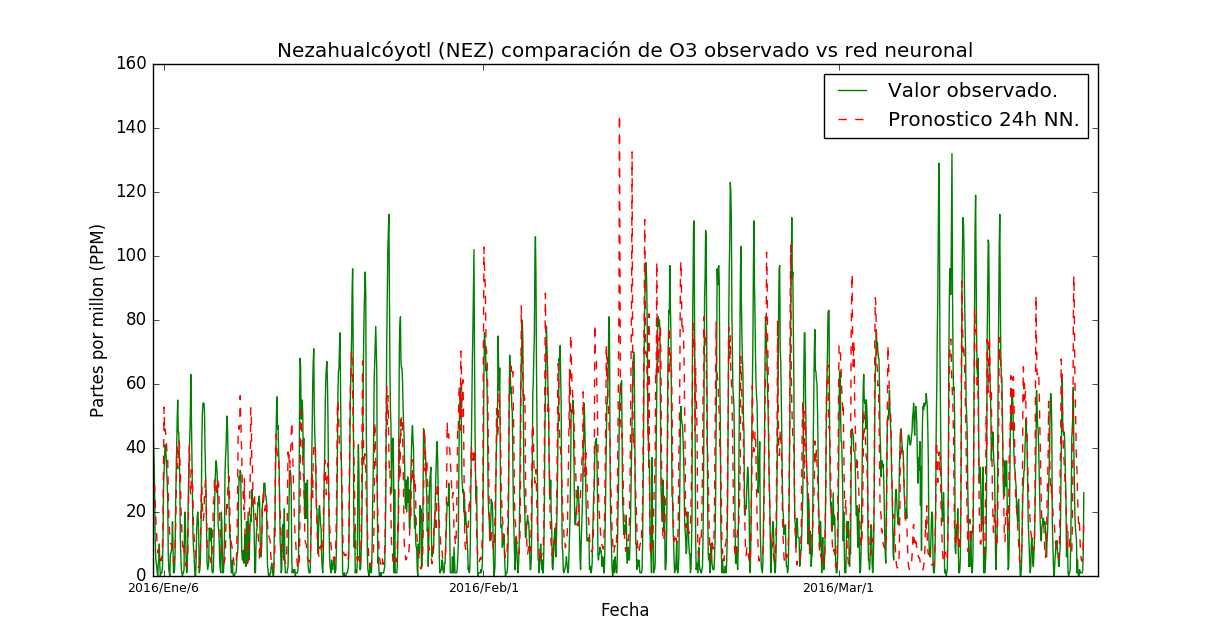 Nezahualcóyotl (NEZ) comparación de O3 observado vs red neuronal
Valor observado.
Pronostico 24h NN.
Partes por millon (PPM)
160
140
120
100
80
60
40
20
0
2016/Ene/6
2016/Feb/1
2016/Mar/1
Fecha